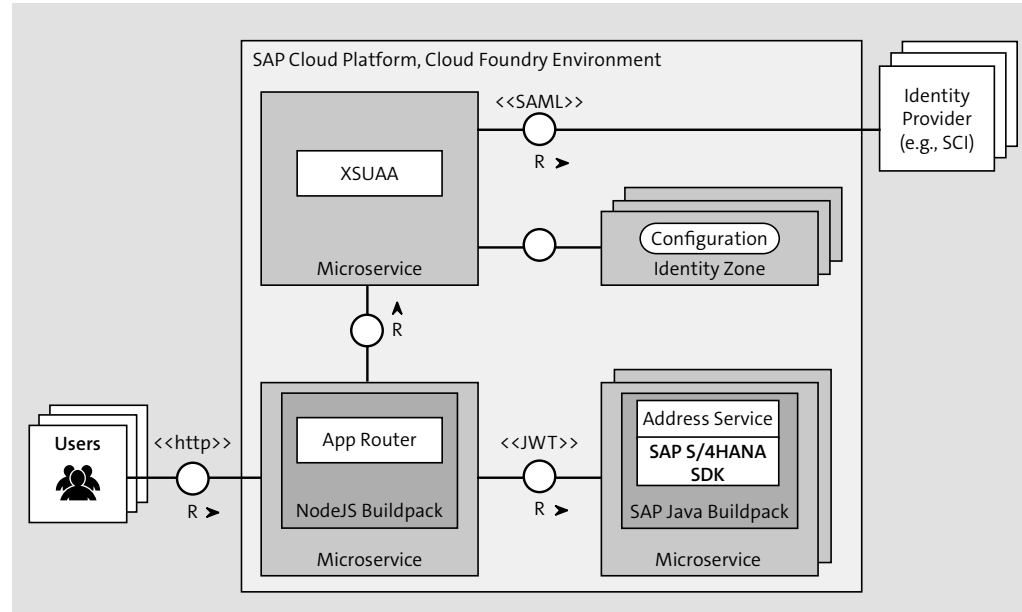 SAP Cloud Platform, Cloud Foundry Environment
<<SAML>>
R
XSUAA
Microservice
Identity
Provider
(e.g., SCI)
Configuration
Identity Zone
R
Users
<<http>>
R
App Router
NodeJS Buildpack
Microservice
<<JWT>>
R
Address Service
SAP S/4HANA
SDK
SAP Java Buildpack
Microservice